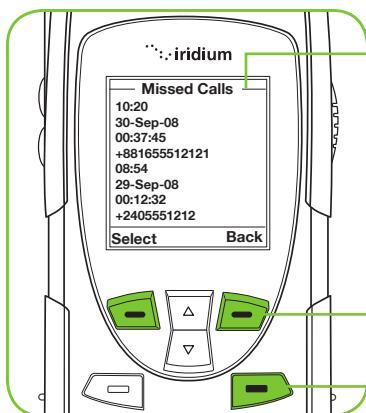 iridium
Missed Calls
10:20
30-Sep-08
00:37:45
+881655512121
08:54
29-Sep-08
00:12:32
+2405551212
Select Back